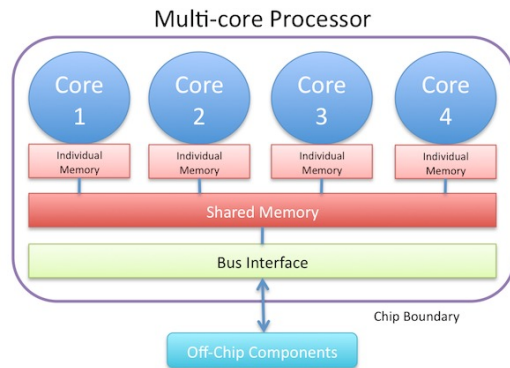 Multi-core Processor
Core
1
Core
2
Core
3
Core
4
Individual
Memory
Individual
Memory
Individual
Memory
Individual
Memory
Shared Memory
Bus Interface
Chip Boundary
Off-Chip Components